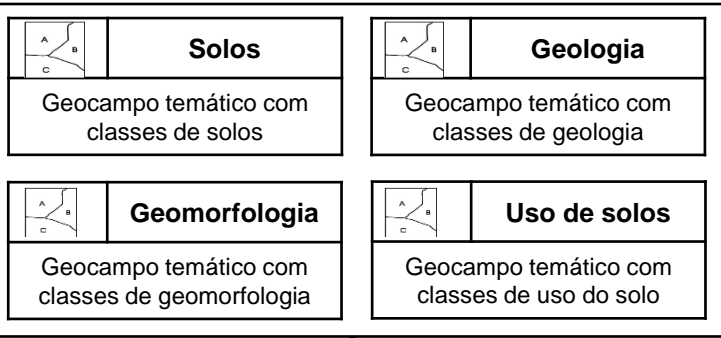 A
B
C
Solos
Geocampo temático com
classes de solos
A
B
C
Geologia
Geocampo temático com
classes de geologia
A
B
C
Geomorfologia
Geocampo temático com
classes de geomorfologia
A
B
C
Uso de solos
Geocampo temático com
classes de uso do solo